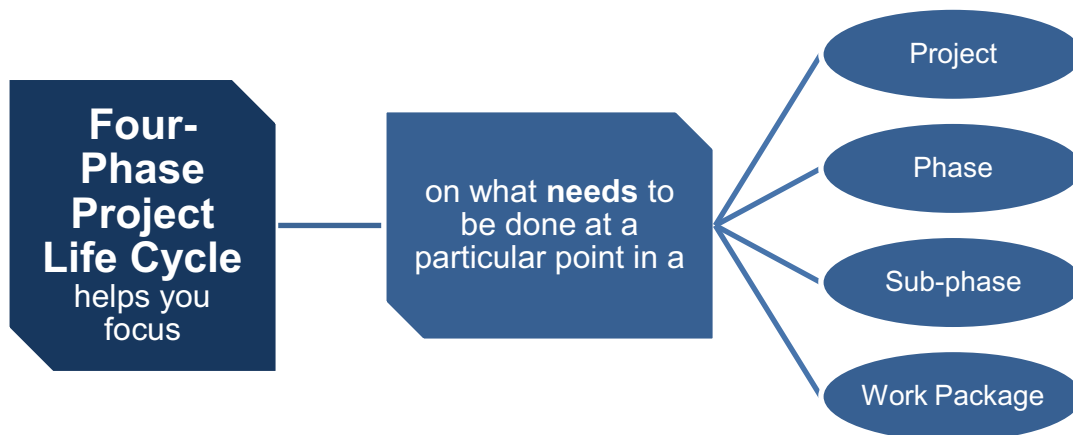 Four-
Phase
Project
Life Cycle
helps you
focus
on what needs to
be done at a
particular point in a
Project
Phase
Sub-phase
Work Package